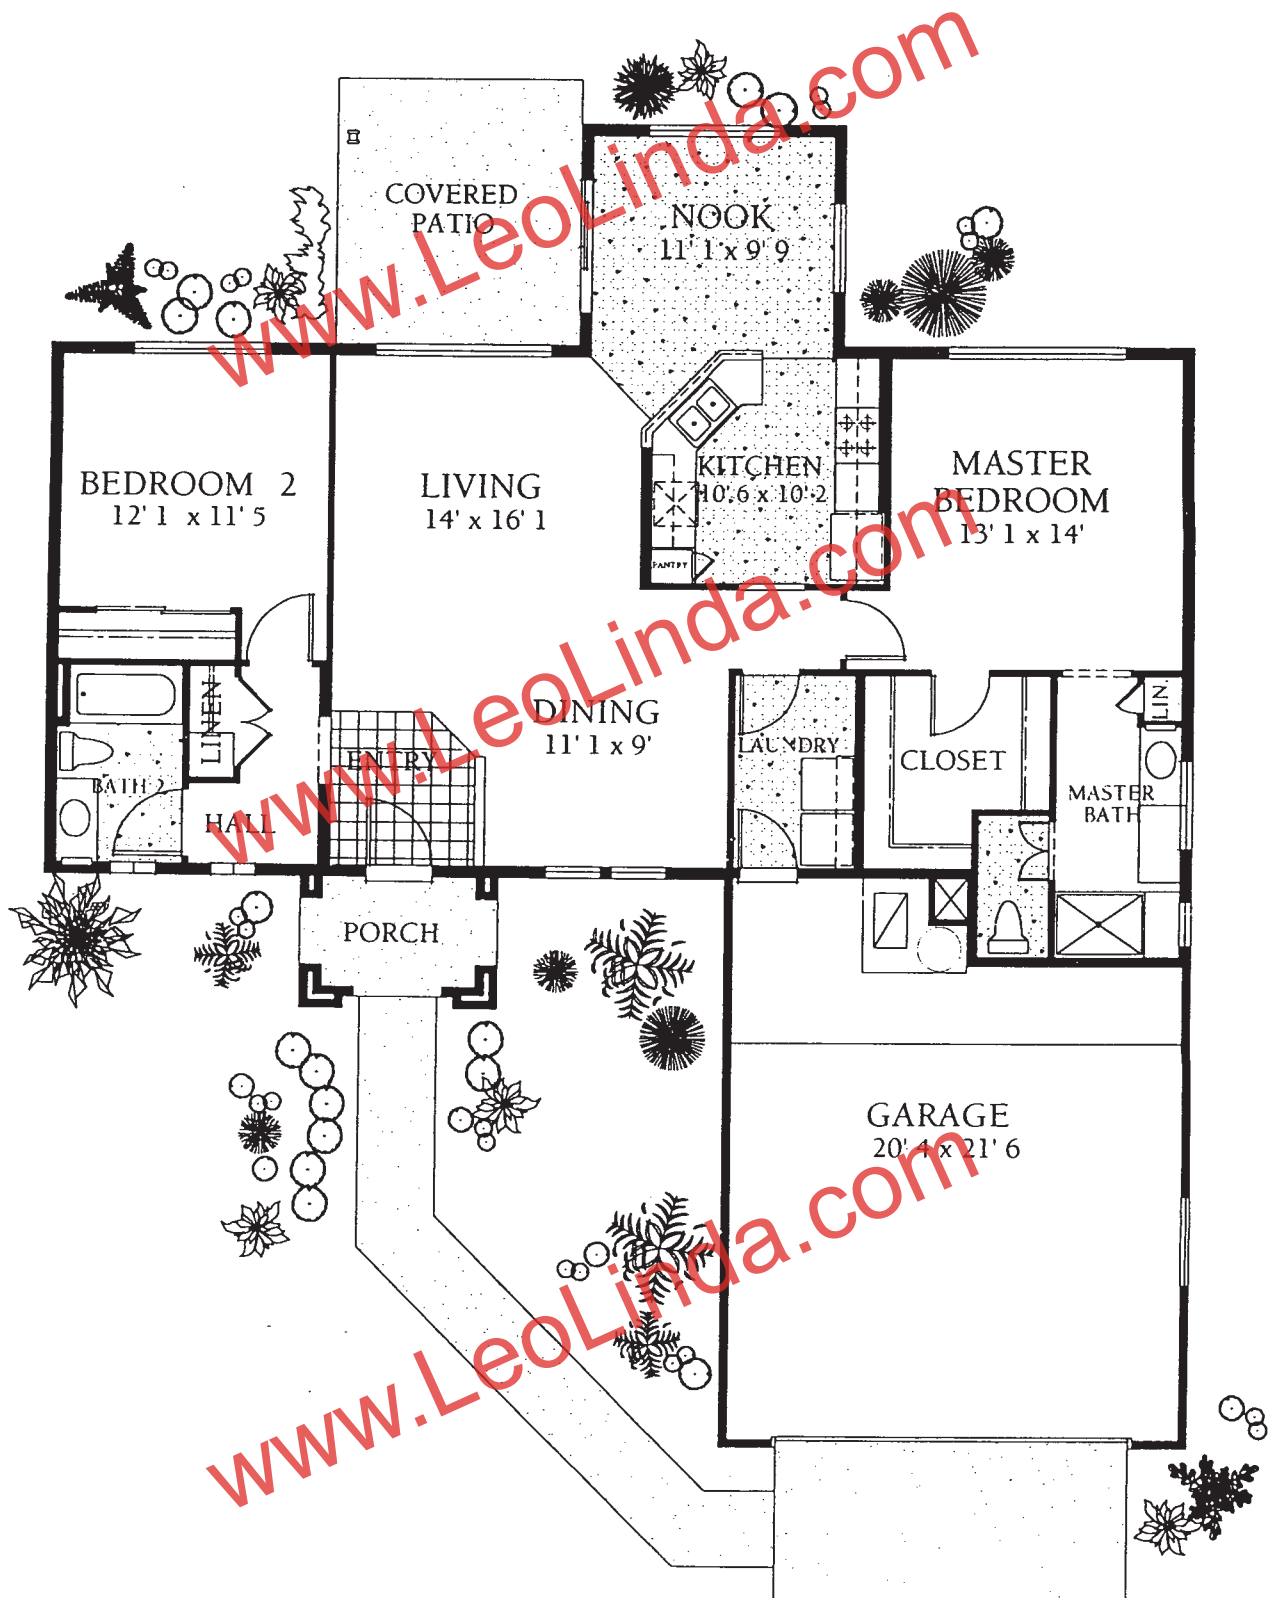 www.LeoLinda.com
COVERED
PATIO
NOOK
11' 1 x 9' 9
BEDROOM 2
12' 1 x 11' 5
LIVING
14' x 16' 1
KITCHEN
10' 6 x 10' 2
PANTRY
MASTER
BEDROOM
13' 1 x 14'
www.LeoLinda.com
LINEN
LIN
DINING
11' 1 x 9'
ENTRY
LAUNDRY
CLOSET
BATH 2
HALL
MASTER
BATH
PORCH
GARAGE
20' 4 x 21' 6
www.LeoLinda.com